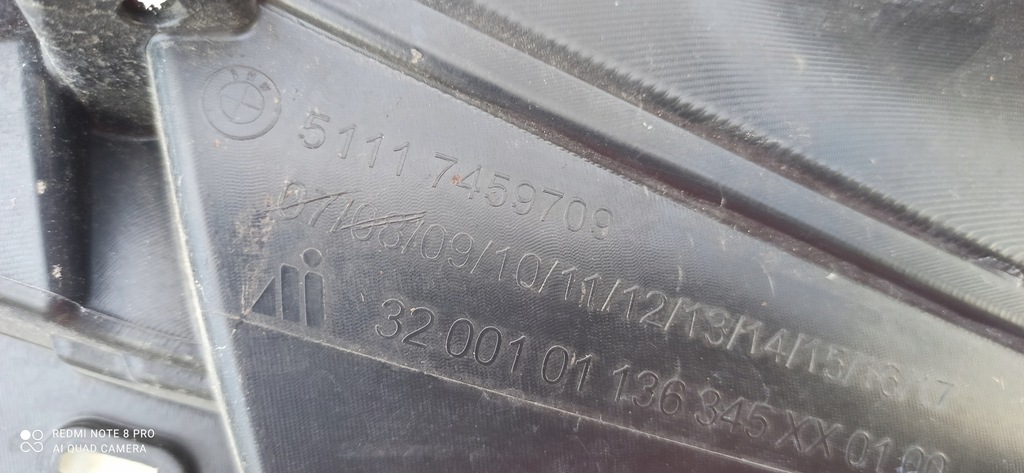 BMW
5111 7459709
07/08/09/10/11/12/13/14/15/16/17
32 001 01 136 345 XX 01 00
REDMI NOTE 8 PRO
AI QUAD CAMERA